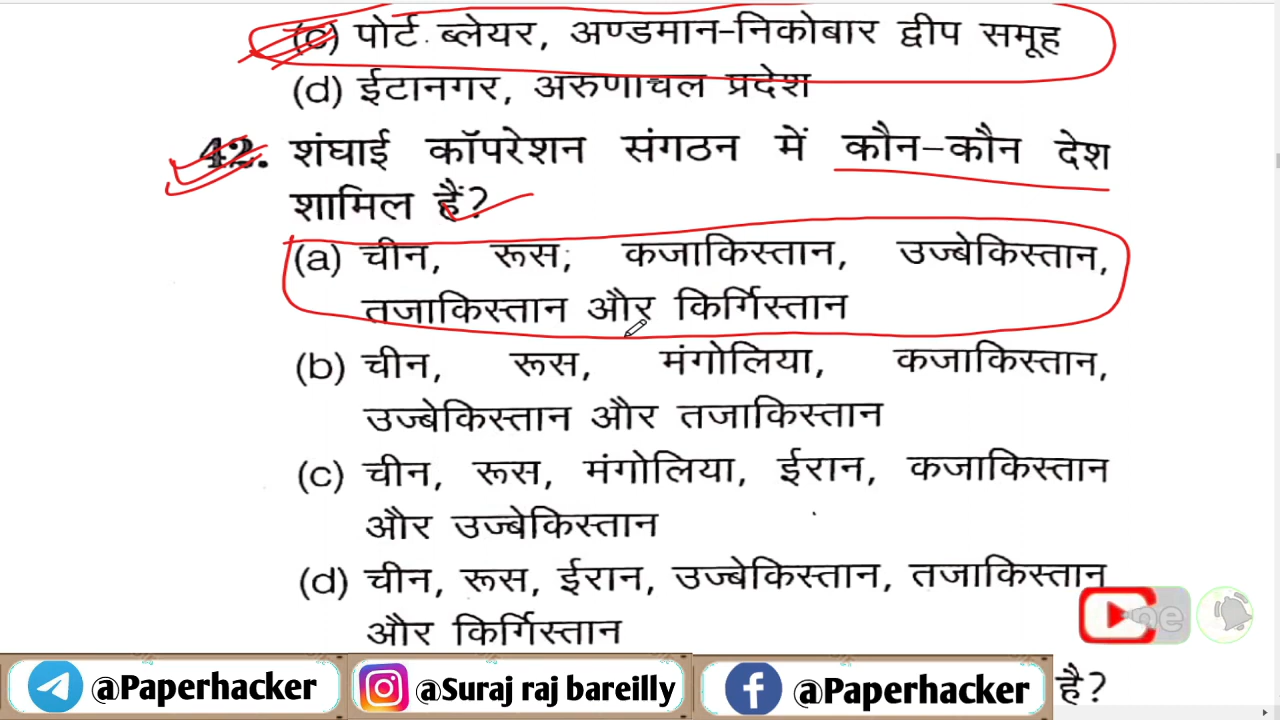 (c) पोर्ट ब्लेयर, अण्डमान-निकोबार द्वीप समूह
(d) ईटानगर, अरुणाचल प्रदेश
42. शंघाई कॉपरेशन संगठन में कौन-कौन देश
शामिल हैं?
(a) चीन, रूस, कजाकिस्तान, उज्बेकिस्तान,
तजाकिस्तान और किर्गिस्तान
(b) चीन, रूस, मंगोलिया, कजाकिस्तान,
उज्बेकिस्तान और तजाकिस्तान
(c) चीन, रूस, मंगोलिया, ईरान, कजाकिस्तान
और उज्बेकिस्तान
(d) चीन, रूस, ईरान, उज्बेकिस्तान, तजाकिस्तान
और किर्गिस्तान
है?
@Paperhacker @Suraj raj bareilly @Paperhacker